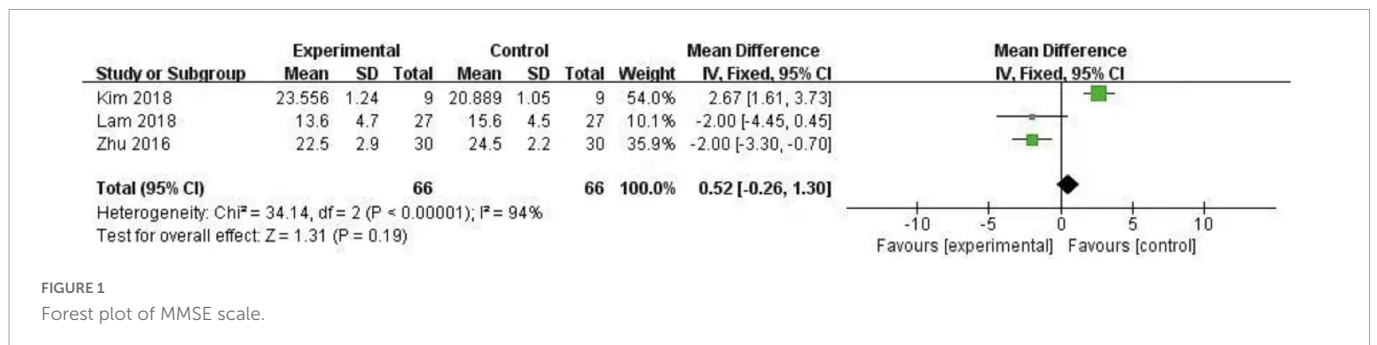 Experimental Control Mean Difference Mean Difference
Study or Subgroup Mean SD Total Mean SD Total Weight IV, Fixed, 95% CI IV, Fixed, 95% CI
Kim 2018 23.556 1.24 9 20.889 1.05 9 54.0% 2.67 [1.61, 3.73]
Lam 2018 13.6 4.7 27 15.6 4.5 27 10.1% -2.00 [-4.45, 0.45]
Zhu 2016 22.5 2.9 30 24.5 2.2 30 35.9% -2.00 [-3.30, -0.70]
Total (95% CI) 66 66 100.0% 0.52 [-0.26, 1.30]
Heterogeneity: Chi² = 34.14, df = 2 (P < 0.00001); I² = 94%
Test for overall effect: Z = 1.31 (P = 0.19)
-10 -5 0 5 10
Favours [experimental] Favours [control]
FIGURE 1
Forest plot of MMSE scale.